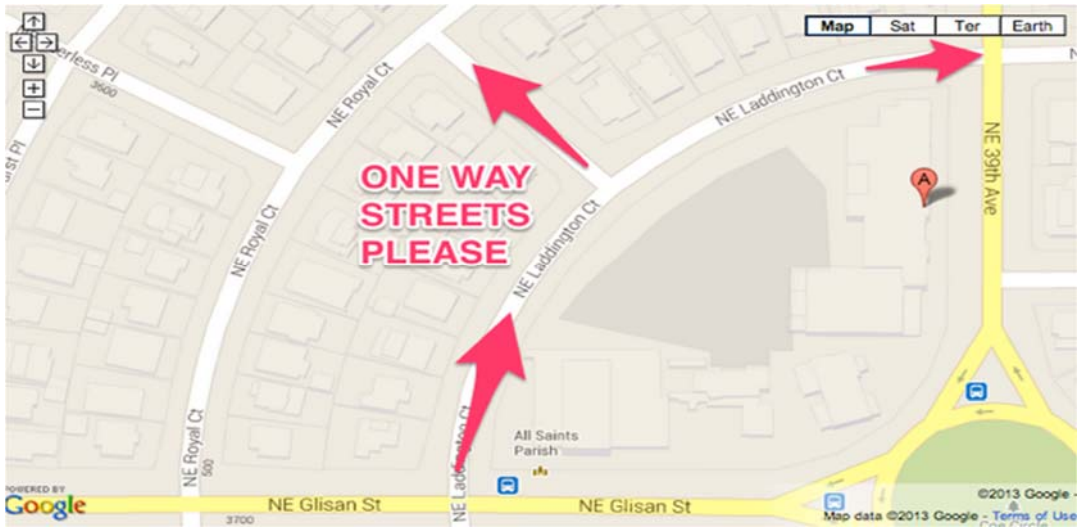 Map Sat Ter Earth
erless Pl
3600
NE Royal Ct
NE Laddington Ct
N
rst Pl
ONE WAY
STREETS
PLEASE
NE 39th Ave
A
NE Royal Ct
NE Laddington Ct
NE Royal Ct
500
NE Laddington Ct
All Saints
Parish
POWERED BY
Google
NE Glisan St
NE Glisan St
3700
©2013 Google -
Map data ©2013 Google - Terms of Use